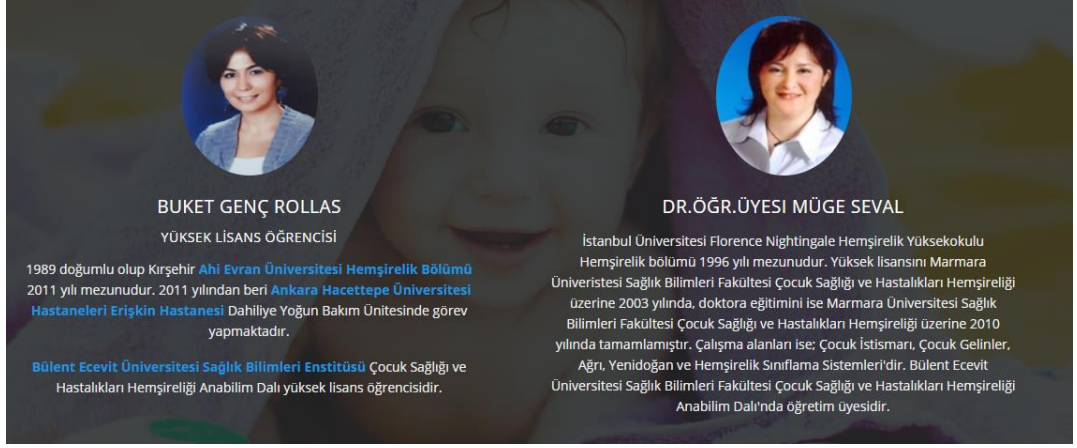 BUKET GENÇ ROLLAS
YÜKSEK LİSANS ÖĞRENCİSİ
1989 doğumlu olup Kırşehir Ahi Evran Üniversitesi Hemşirelik Bölümü
2011 yılı mezunudur. 2011 yılından beri Ankara Hacettepe Üniversitesi
Hastaneleri Erişkin Hastanesi Dahiliye Yoğun Bakım Ünitesinde görev
yapmaktadır.
Bülent Ecevit Üniversitesi Sağlık Bilimleri Enstitüsü Çocuk Sağlığı ve
Hastalıkları Hemşireliği Anabilim Dalı yüksek lisans öğrencisidir.
DR.ÖĞR.ÜYESI MÜGE SEVAL
İstanbul Üniversitesi Florence Nightingale Hemşirelik Yüksekokulu
Hemşirelik bölümü 1996 yılı mezunudur. Yüksek lisansını Marmara
Üniveristesi Sağlık Bilimleri Fakültesi Çocuk Sağlığı ve Hastalıkları Hemşireliği
üzerine 2003 yılında, doktora eğitimini ise Marmara Üniversitesi Sağlık
Bilimleri Fakültesi Çocuk Sağlığı ve Hastalıkları Hemşireliği üzerine 2010
yılında tamamlamıştır. Çalışma alanları ise; Çocuk İstismarı, Çocuk Gelinler,
Ağrı, Yenidoğan ve Hemşirelik Sınıflama Sistemleri'dir. Bülent Ecevit
Üniversitesi Sağlık Bilimleri Fakültesi Çocuk Sağlığı ve Hastalıkları Hemşireliği
Anabilim Dalı'nda öğretim üyesidir.